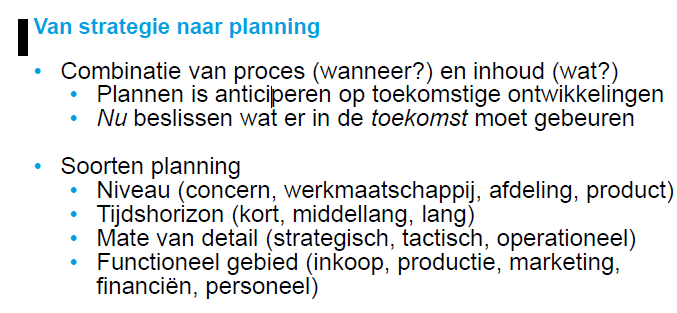 Van strategie naar planning
• Combinatie van proces (wanneer?) en inhoud (wat?)
• Plannen is anticiperen op toekomstige ontwikkelingen
• Nu beslissen wat er in de toekomst moet gebeuren
• Soorten planning
• Niveau (concern, werkmaatschappij, afdeling, product)
• Tijdshorizon (kort, middellang, lang)
• Mate van detail (strategisch, tactisch, operationeel)
• Functioneel gebied (inkoop, productie, marketing,
financiën, personeel)